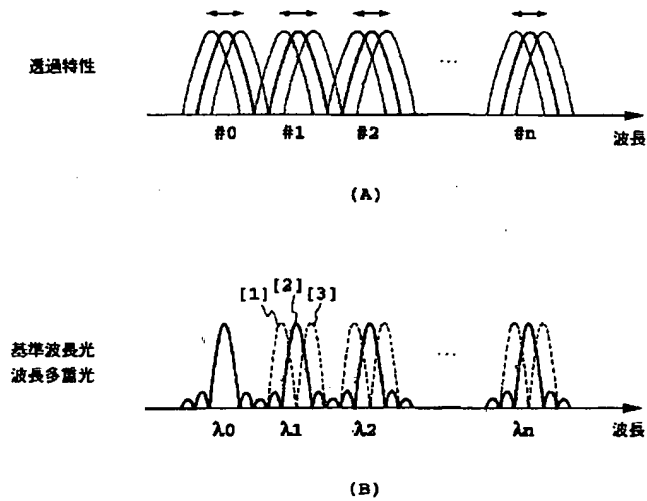 透過特性
...
#0 #1 #2 #n
波長
(A)
[1] [2] [3]
基準波長光
波長多重光
...
λ0 λ1 λ2 λn
波長
(B)